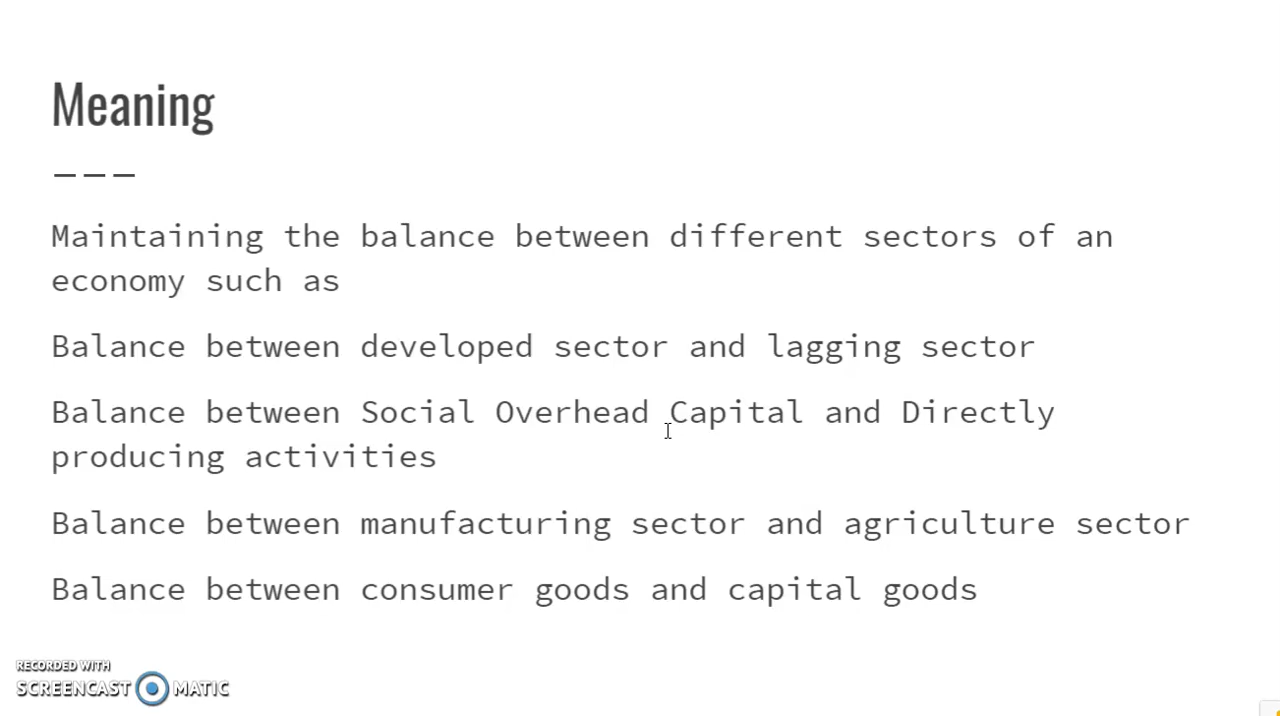 Meaning
Maintaining the balance between different sectors of an
economy such as
Balance between developed sector and lagging sector
Balance between Social Overhead Capital and Directly
producing activities
Balance between manufacturing sector and agriculture sector
Balance between consumer goods and capital goods
RECORDED WITH
SCREENCAST MATIC